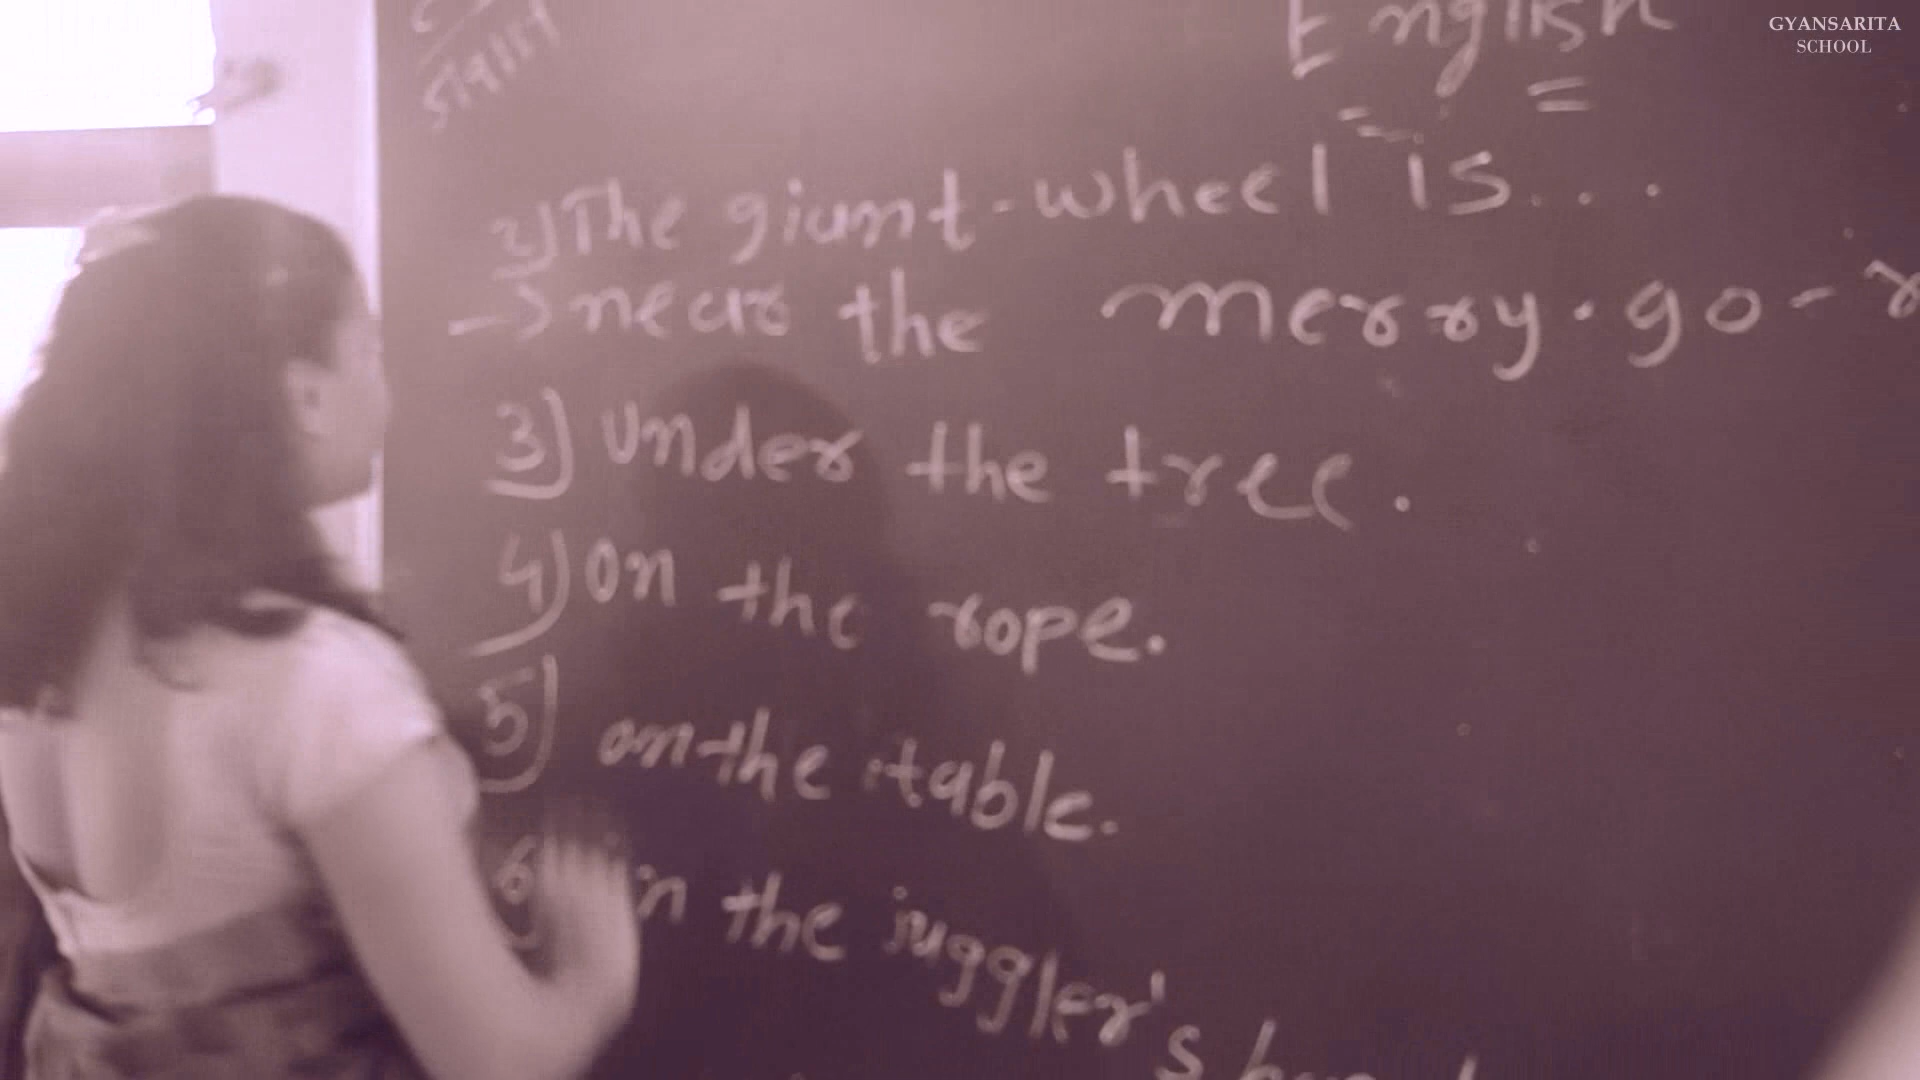 GYANSARITA
SCHOOL
English
2) The giant-wheel is...
→ near the merry-go-
3) Under the tree.
4) On the rope.
5) on the table.
6) in the juggler's